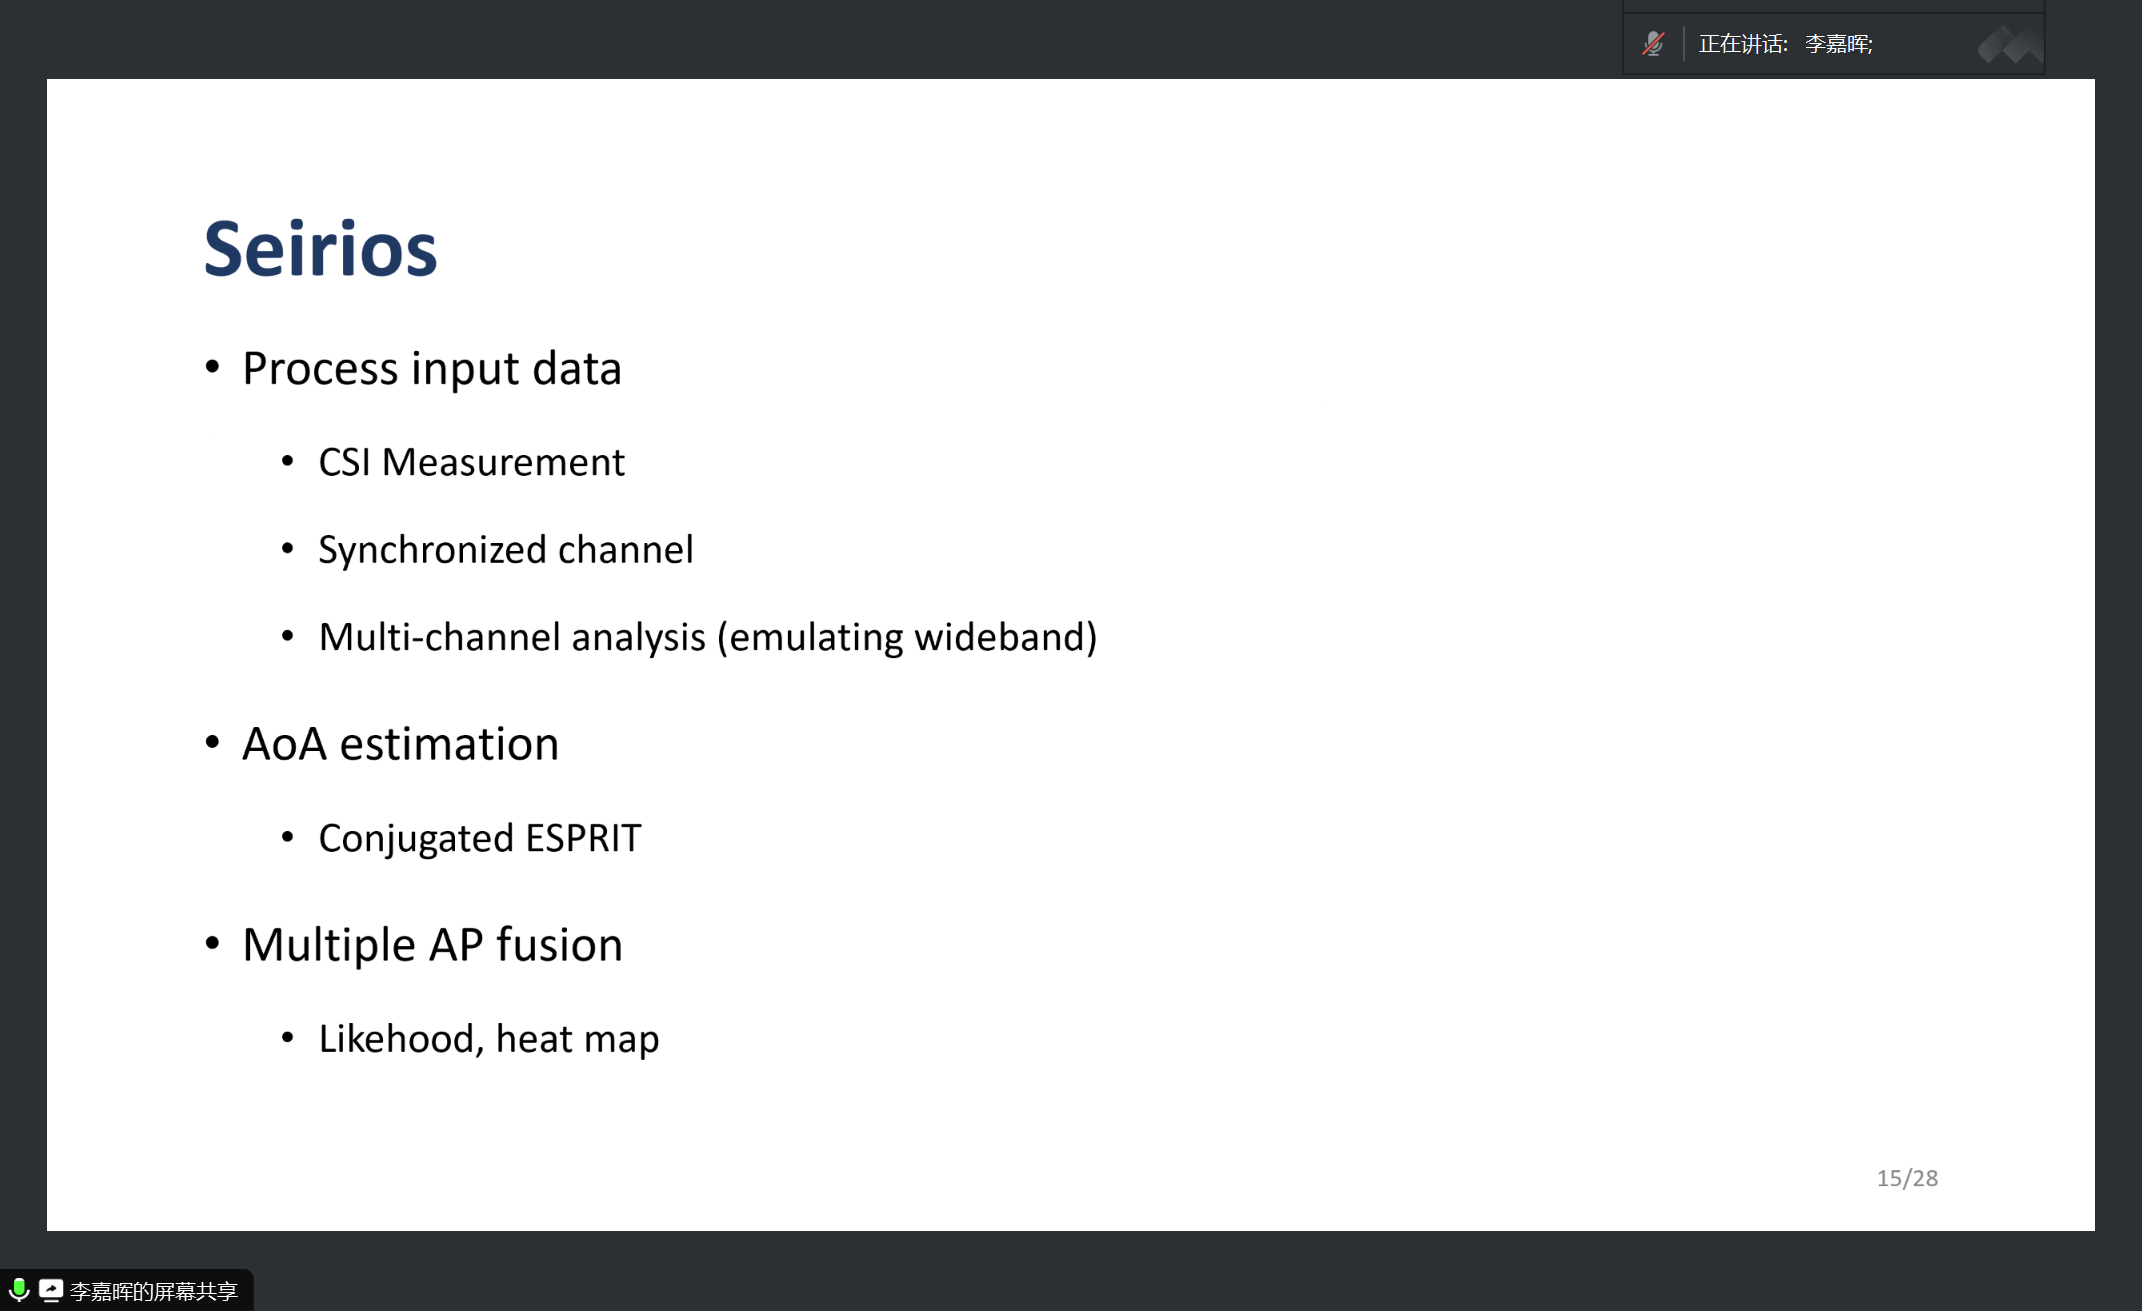 正在讲话: 李嘉晖;
Seirios
• Process input data
• CSI Measurement
• Synchronized channel
• Multi-channel analysis (emulating wideband)
• AoA estimation
• Conjugated ESPRIT
• Multiple AP fusion
• Likehood, heat map
15/28
李嘉晖的屏幕共享